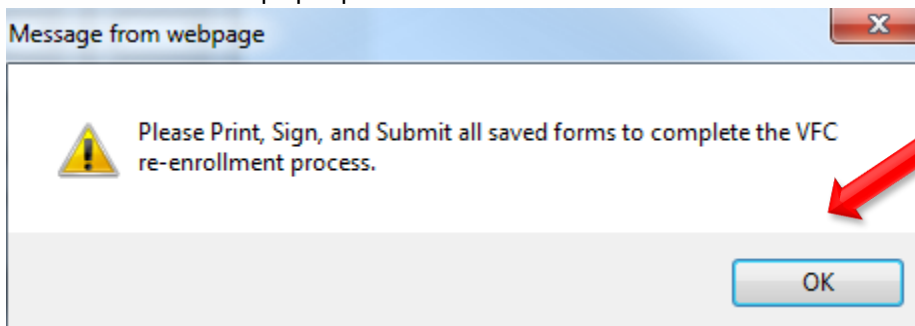 Message from webpage
Please Print, Sign, and Submit all saved forms to complete the VFC
re-enrollment process.
OK